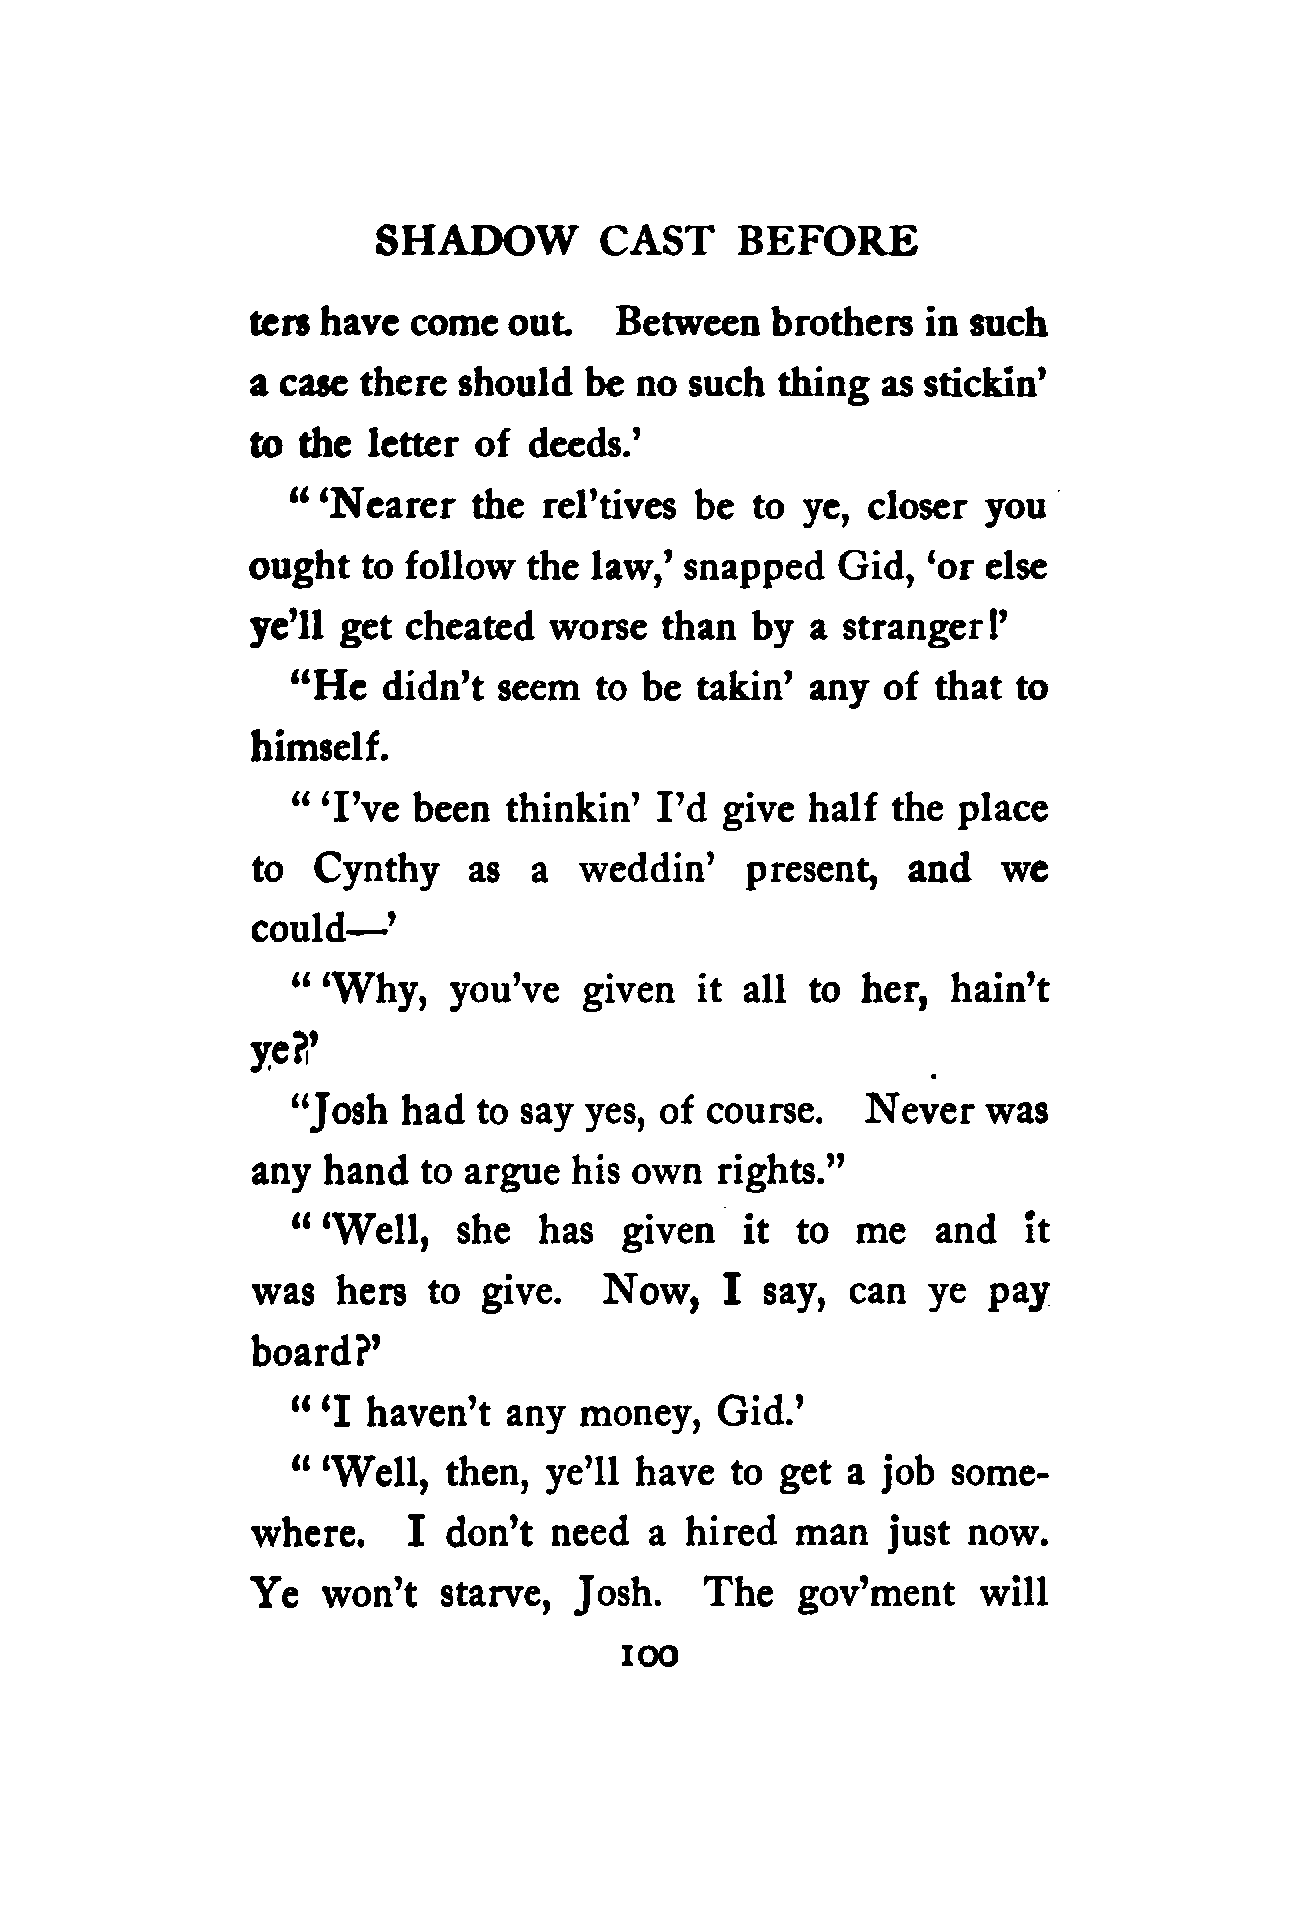 SHADOW CAST BEFORE
ters have come out. Between brothers in such
a case there should be no such thing as stickin’
to the letter of deeds.’
“ ‘Nearer the rel’tives be to ye, closer you
ought to follow the law,’ snapped Gid, ‘or else
ye’ll get cheated worse than by a stranger!’
“He didn’t seem to be takin’ any of that to
himself.
“ ‘I’ve been thinkin’ I’d give half the place
to Cynthy as a weddin’ present, and we
could—’
“ ‘Why, you’ve given it all to her, hain’t
ye?’
“Josh had to say yes, of course. Never was
any hand to argue his own rights.”
“ ‘Well, she has given it to me and it
was hers to give. Now, I say, can ye pay
board?’
“ ‘I haven’t any money, Gid.’
“ ‘Well, then, ye’ll have to get a job some-
where. I don’t need a hired man just now.
Ye won’t starve, Josh. The gov’ment will
100